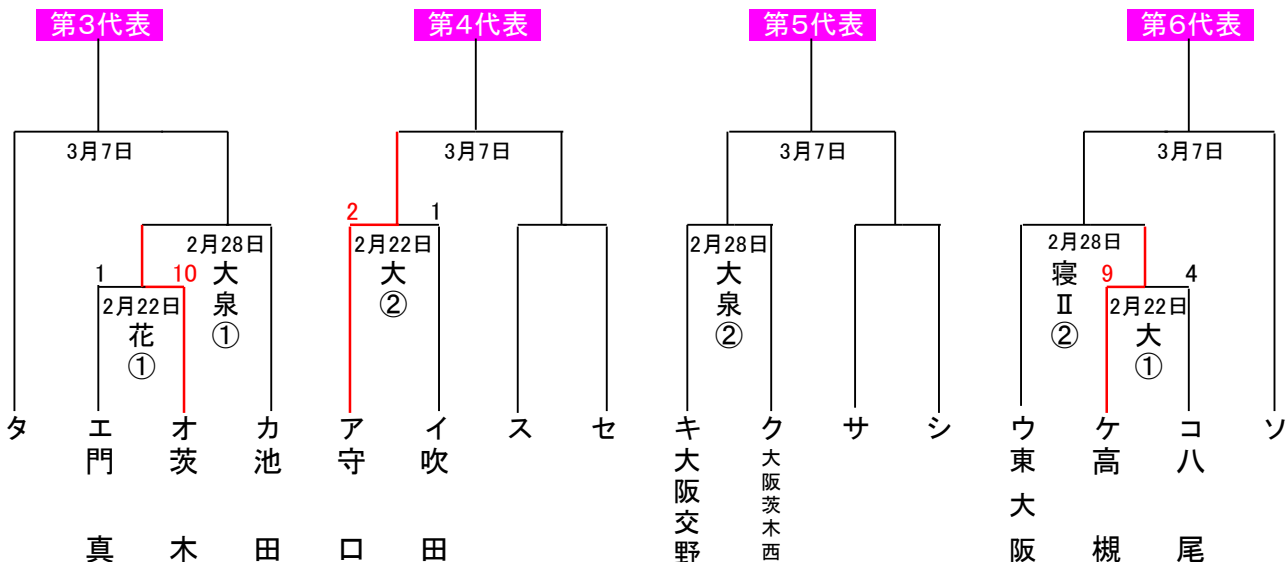 第3代表 第4代表 第5代表 第6代表
3月7日 3月7日 3月7日 3月7日
2 1
2月28日 2月22日 2月28日 2月28日
1 10 大泉① 大② 大泉② 寝Ⅱ② 9 4
2月22日 2月22日
花① 大①
タ エ オ カ ア イ ス セ キ ク サ シ ウ ケ コ ソ
門真 茨木 池田 守口 吹田 大阪交野 大阪茨木西 東大阪 高槻 八尾